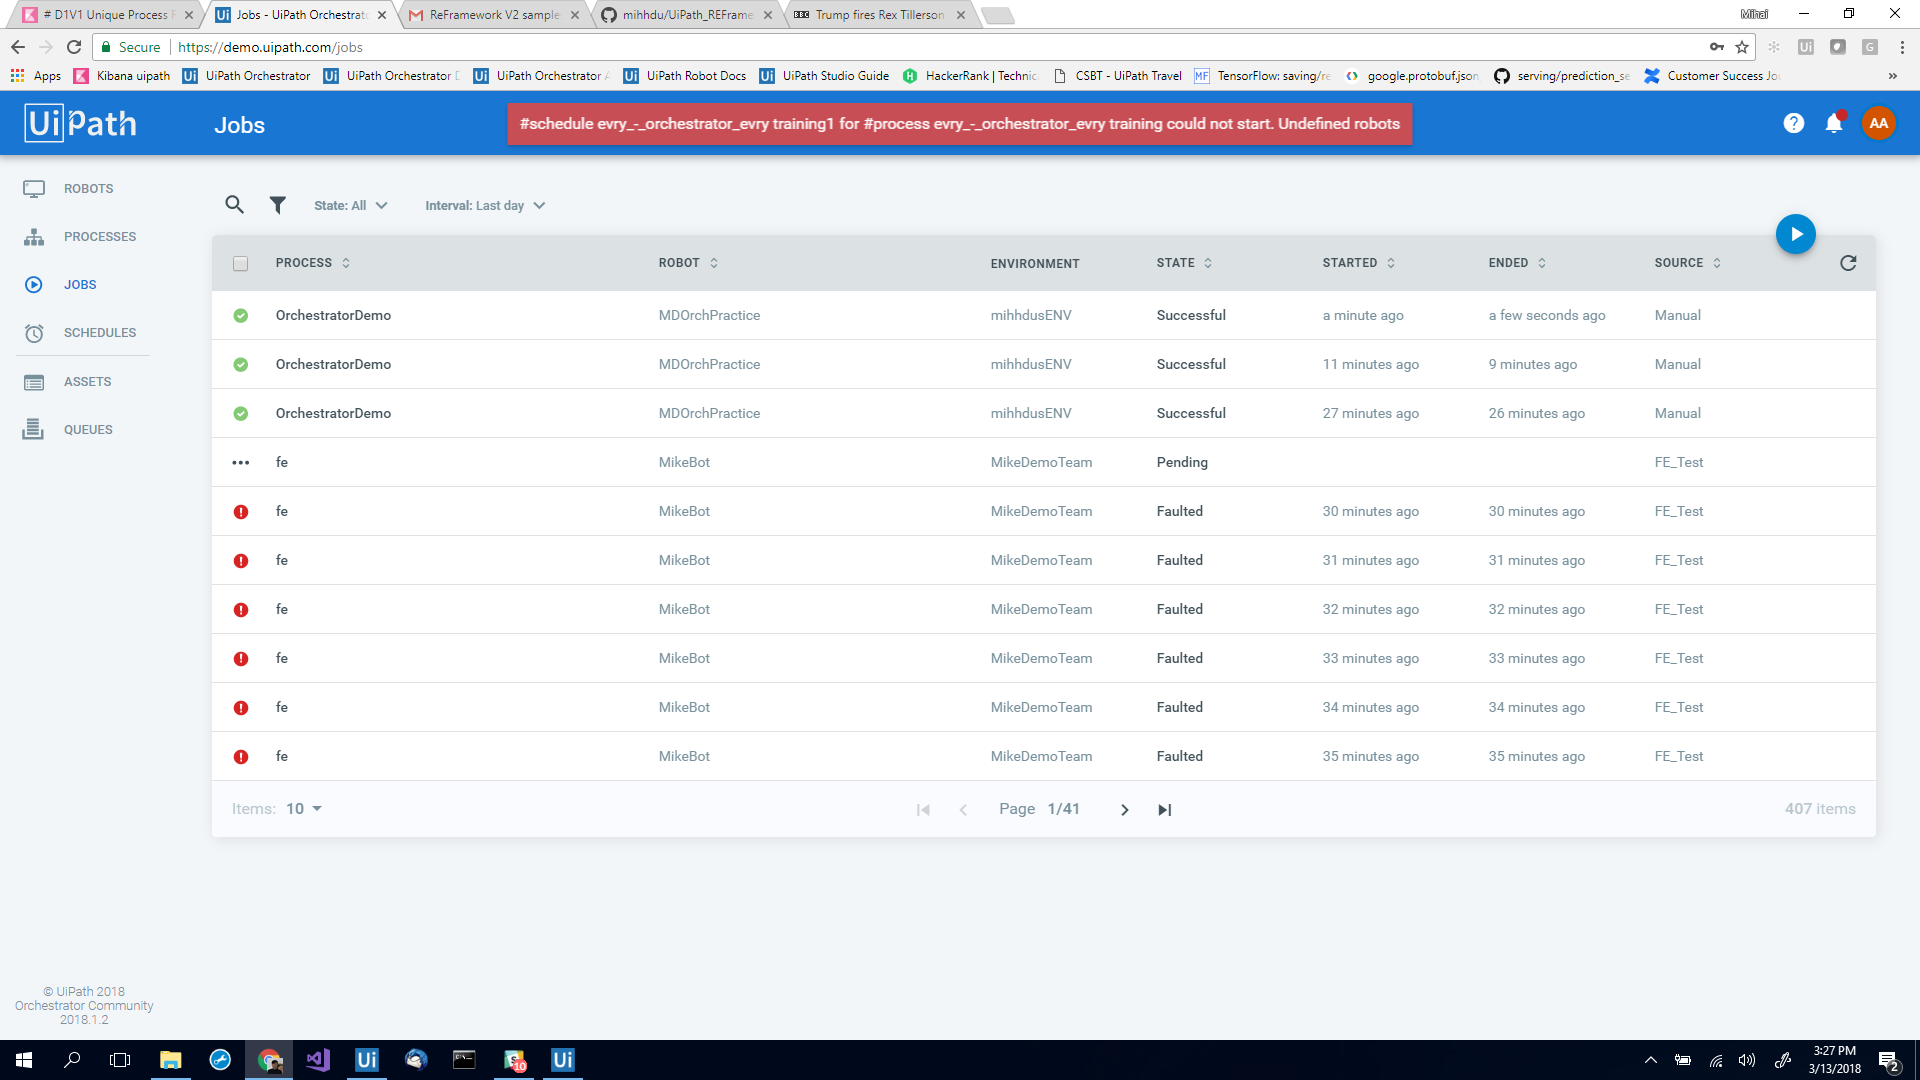 # D1V1 Unique Process
Jobs - UiPath Orchestrato
ReFramework V2 sample
mihhdu/UiPath_REFrame
BBC Trump fires Rex Tillerson
Mihai
Secure https://demo.uipath.com/jobs
Apps Kibana uipath UiPath Orchestrator UiPath Orchestrator UiPath Orchestrator UiPath Robot Docs UiPath Studio Guide HackerRank | Technic CSBT - UiPath Travel MF TensorFlow: saving/re google.protobuf.json serving/prediction_se Customer Success Jou »
UiPath Jobs #schedule evry_-_orchestrator_evry training1 for #process evry_-_orchestrator_evry training could not start. Undefined robots AA
ROBOTS
PROCESSES
JOBS
SCHEDULES
ASSETS
QUEUES
State: All Interval: Last day
PROCESS ROBOT ENVIRONMENT STATE STARTED ENDED SOURCE
OrchestratorDemo MDOrchPractice mihhdusENV Successful a minute ago a few seconds ago Manual
OrchestratorDemo MDOrchPractice mihhdusENV Successful 11 minutes ago 9 minutes ago Manual
OrchestratorDemo MDOrchPractice mihhdusENV Successful 27 minutes ago 26 minutes ago Manual
fe MikeBot MikeDemoTeam Pending FE_Test
fe MikeBot MikeDemoTeam Faulted 30 minutes ago 30 minutes ago FE_Test
fe MikeBot MikeDemoTeam Faulted 31 minutes ago 31 minutes ago FE_Test
fe MikeBot MikeDemoTeam Faulted 32 minutes ago 32 minutes ago FE_Test
fe MikeBot MikeDemoTeam Faulted 33 minutes ago 33 minutes ago FE_Test
fe MikeBot MikeDemoTeam Faulted 34 minutes ago 34 minutes ago FE_Test
fe MikeBot MikeDemoTeam Faulted 35 minutes ago 35 minutes ago FE_Test
Items: 10 Page 1/41 407 items
© UiPath 2018
Orchestrator Community
2018.1.2
Ui 10 Ui
3:27 PM
3/13/2018
2